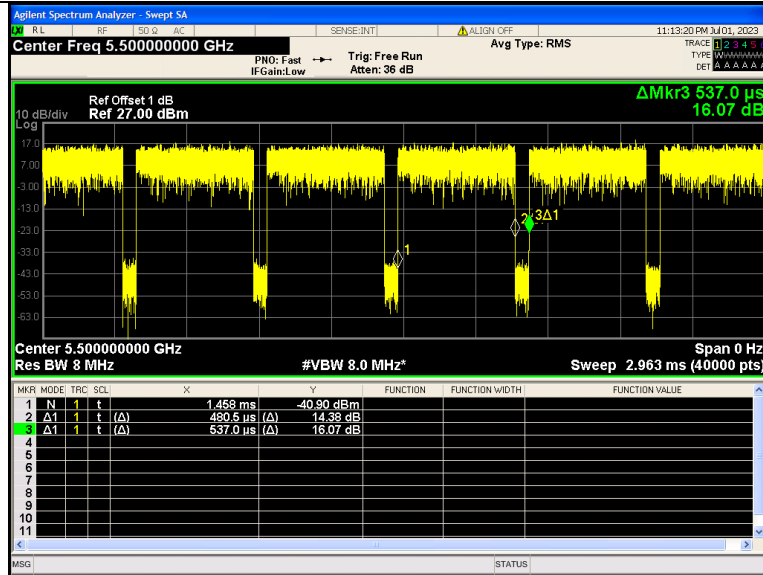 Agilent Spectrum Analyzer - Swept SA
RL RF 50 Ω AC SENSE:INT ALIGN OFF 11:13:20 PM Jul 01, 2023
Center Freq 5.500000000 GHz
PNO: Fast
IFGain:Low
Trig: Free Run
Atten: 36 dB
Avg Type: RMS
TRACE 1 2 3 4 5
TYPE
DET A A A A A
ΔMkr3 537.0 µs
16.07 dB
Ref Offset 1 dB
Ref 27.00 dBm
10 dB/div
Log
17.0
7.00
-3.00
-13.0
-23.0
-33.0
-43.0
-53.0
-63.0
1
3Δ1
Center 5.500000000 GHz
Span 0 Hz
Res BW 8 MHz
#VBW 8.0 MHz*
Sweep 2.963 ms (40000 pts)
MKR MODE TRC SCL X Y FUNCTION FUNCTION WIDTH FUNCTION VALUE
1 N 1 t 1.458 ms -40.90 dBm
2 Δ1 1 t (Δ) 480.5 µs (Δ) 14.38 dB
3 Δ1 1 t (Δ) 537.0 µs (Δ) 16.07 dB
4
5
6
7
8
9
10
11
MSG
STATUS